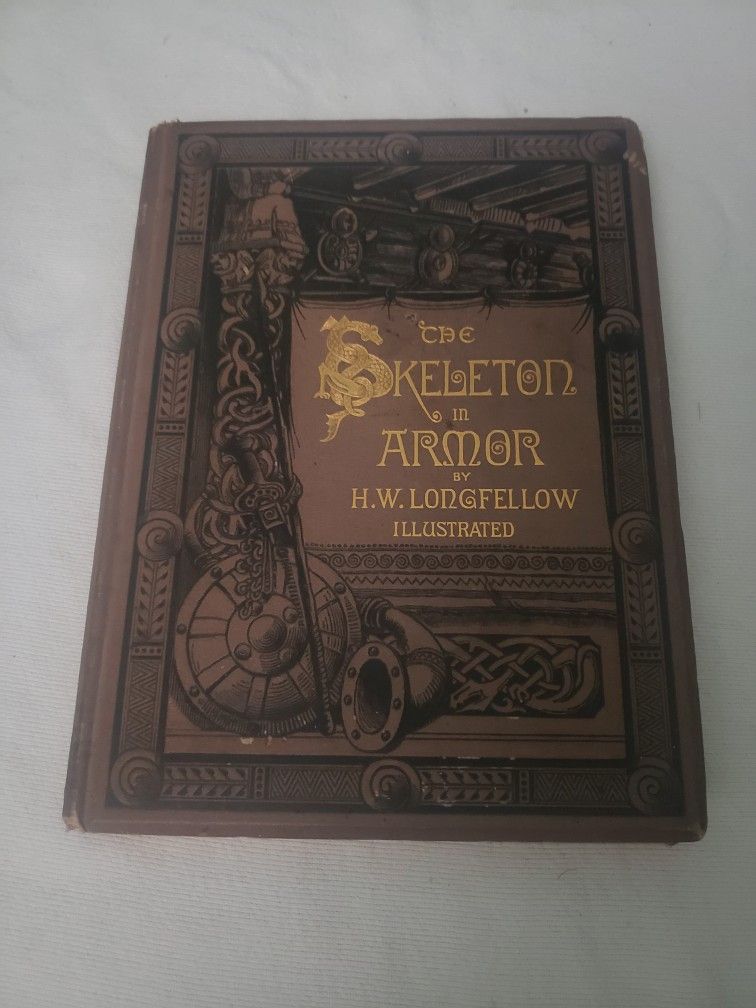 THE
SKELETON
IN
ARMOR
BY
H.W. LONGFELLOW
ILLUSTRATED